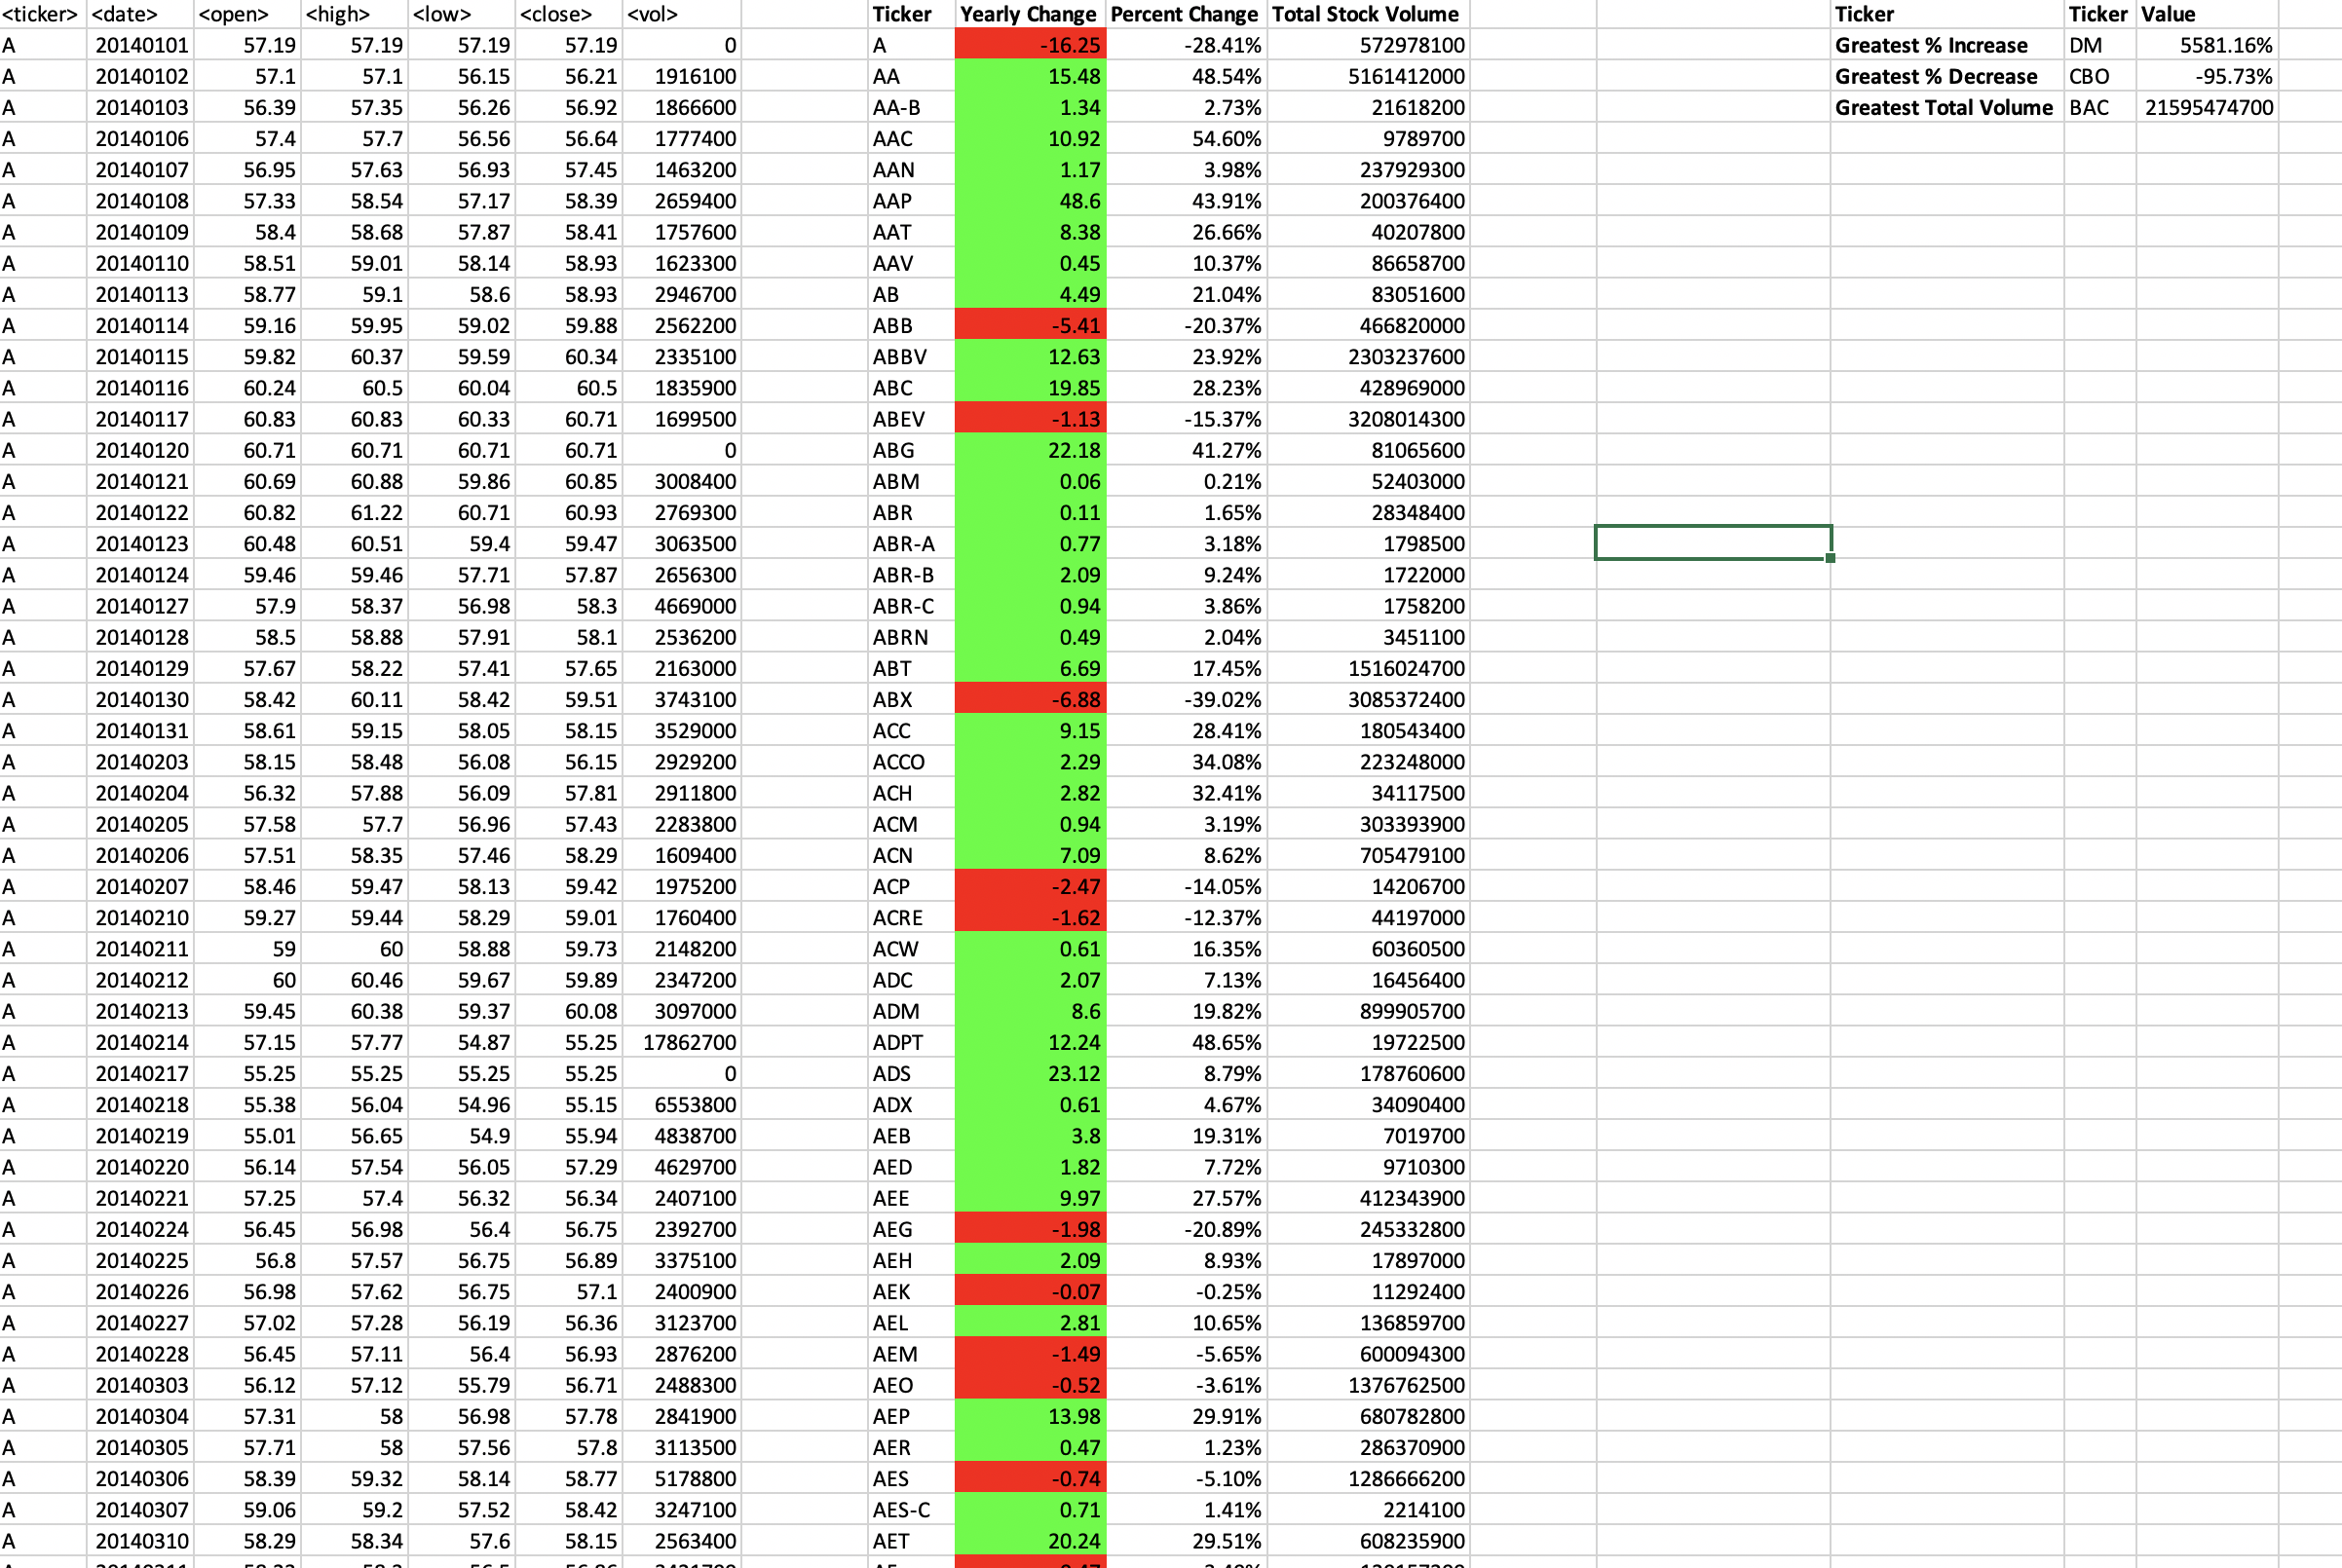 <ticker> <date> <open> <high> <low> <close> <vol> Ticker Yearly Change Percent Change Total Stock Volume Ticker Ticker Value
A 20140101 57.19 57.19 57.19 57.19 0 A -16.25 -28.41% 572978100 Greatest % Increase DM 5581.16%
A 20140102 57.1 57.1 56.15 56.21 1916100 AA 15.48 48.54% 5161412000 Greatest % Decrease CBO -95.73%
A 20140103 56.39 57.35 56.26 56.92 1866600 AA-B 1.34 2.73% 21618200 Greatest Total Volume BAC 21595474700
A 20140106 57.4 57.7 56.56 56.64 1777400 AAC 10.92 54.60% 9789700
A 20140107 56.95 57.63 56.93 57.45 1463200 AAN 1.17 3.98% 237929300
A 20140108 57.33 58.54 57.17 58.39 2659400 AAP 48.6 43.91% 200376400
A 20140109 58.4 58.68 57.87 58.41 1757600 AAT 8.38 26.66% 40207800
A 20140110 58.51 59.01 58.14 58.93 1623300 AAV 0.45 10.37% 86658700
A 20140113 58.77 59.1 58.6 58.93 2946700 AB 4.49 21.04% 83051600
A 20140114 59.16 59.95 59.02 59.88 2562200 ABB -5.41 -20.37% 466820000
A 20140115 59.82 60.37 59.59 60.34 2335100 ABBV 12.63 23.92% 2303237600
A 20140116 60.24 60.5 60.04 60.5 1835900 ABC 19.85 28.23% 428969000
A 20140117 60.83 60.83 60.33 60.71 1699500 ABEV -1.13 -15.37% 3208014300
A 20140120 60.71 60.71 60.71 60.71 0 ABG 22.18 41.27% 81065600
A 20140121 60.69 60.88 59.86 60.85 3008400 ABM 0.06 0.21% 52403000
A 20140122 60.82 61.22 60.71 60.93 2769300 ABR 0.11 1.65% 28348400
A 20140123 60.48 60.51 59.4 59.47 3063500 ABR-A 0.77 3.18% 1798500
A 20140124 59.46 59.46 57.71 57.87 2656300 ABR-B 2.09 9.24% 1722000
A 20140127 57.9 58.37 56.98 58.3 4669000 ABR-C 0.94 3.86% 1758200
A 20140128 58.5 58.88 57.91 58.1 2536200 ABRN 0.49 2.04% 3451100
A 20140129 57.67 58.22 57.41 57.65 2163000 ABT 6.69 17.45% 1516024700
A 20140130 58.42 60.11 58.42 59.51 3743100 ABX -6.88 -39.02% 3085372400
A 20140131 58.61 59.15 58.05 58.15 3529000 ACC 9.15 28.41% 180543400
A 20140203 58.15 58.48 56.08 56.15 2929200 ACCO 2.29 34.08% 223248000
A 20140204 56.32 57.88 56.09 57.81 2911800 ACH 2.82 32.41% 34117500
A 20140205 57.58 57.7 56.96 57.43 2283800 ACM 0.94 3.19% 303393900
A 20140206 57.51 58.35 57.46 58.29 1609400 ACN 7.09 8.62% 705479100
A 20140207 58.46 59.47 58.13 59.42 1975200 ACP -2.47 -14.05% 14206700
A 20140210 59.27 59.44 58.29 59.01 1760400 ACRE -1.62 -12.37% 44197000
A 20140211 59 60 58.88 59.73 2148200 ACW 0.61 16.35% 60360500
A 20140212 60 60.46 59.67 59.89 2347200 ADC 2.07 7.13% 16456400
A 20140213 59.45 60.38 59.37 60.08 3097000 ADM 8.6 19.82% 899905700
A 20140214 57.15 57.77 54.87 55.25 17862700 ADPT 12.24 48.65% 19722500
A 20140217 55.25 55.25 55.25 55.25 0 ADS 23.12 8.79% 178760600
A 20140218 55.38 56.04 54.96 55.15 6553800 ADX 0.61 4.67% 34090400
A 20140219 55.01 56.65 54.9 55.94 4838700 AEB 3.8 19.31% 7019700
A 20140220 56.14 57.54 56.05 57.29 4629700 AED 1.82 7.72% 9710300
A 20140221 57.25 57.4 56.32 56.34 2407100 AEE 9.97 27.57% 412343900
A 20140224 56.45 56.98 56.4 56.75 2392700 AEG -1.98 -20.89% 245332800
A 20140225 56.8 57.57 56.75 56.89 3375100 AEH 2.09 8.93% 17897000
A 20140226 56.98 57.62 56.75 57.1 2400900 AEK -0.07 -0.25% 11292400
A 20140227 57.02 57.28 56.19 56.36 3123700 AEL 2.81 10.65% 136859700
A 20140228 56.45 57.11 56.4 56.93 2876200 AEM -1.49 -5.65% 600094300
A 20140303 56.12 57.12 55.79 56.71 2488300 AEO -0.52 -3.61% 1376762500
A 20140304 57.31 58 56.98 57.78 2841900 AEP 13.98 29.91% 680782800
A 20140305 57.71 58 57.56 57.8 3113500 AER 0.47 1.23% 286370900
A 20140306 58.39 59.32 58.14 58.77 5178800 AES -0.74 -5.10% 1286666200
A 20140307 59.06 59.2 57.52 58.42 3247100 AES-C 0.71 1.41% 2214100
A 20140310 58.29 58.34 57.6 58.15 2563400 AET 20.24 29.51% 608235900